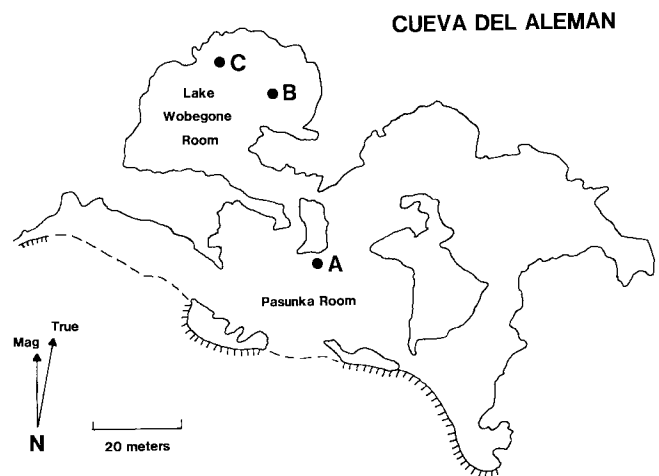 CUEVA DEL ALEMAN
C
B
Lake
Wobegone
Room
A
Pasunka Room
True
Mag
N
20 meters